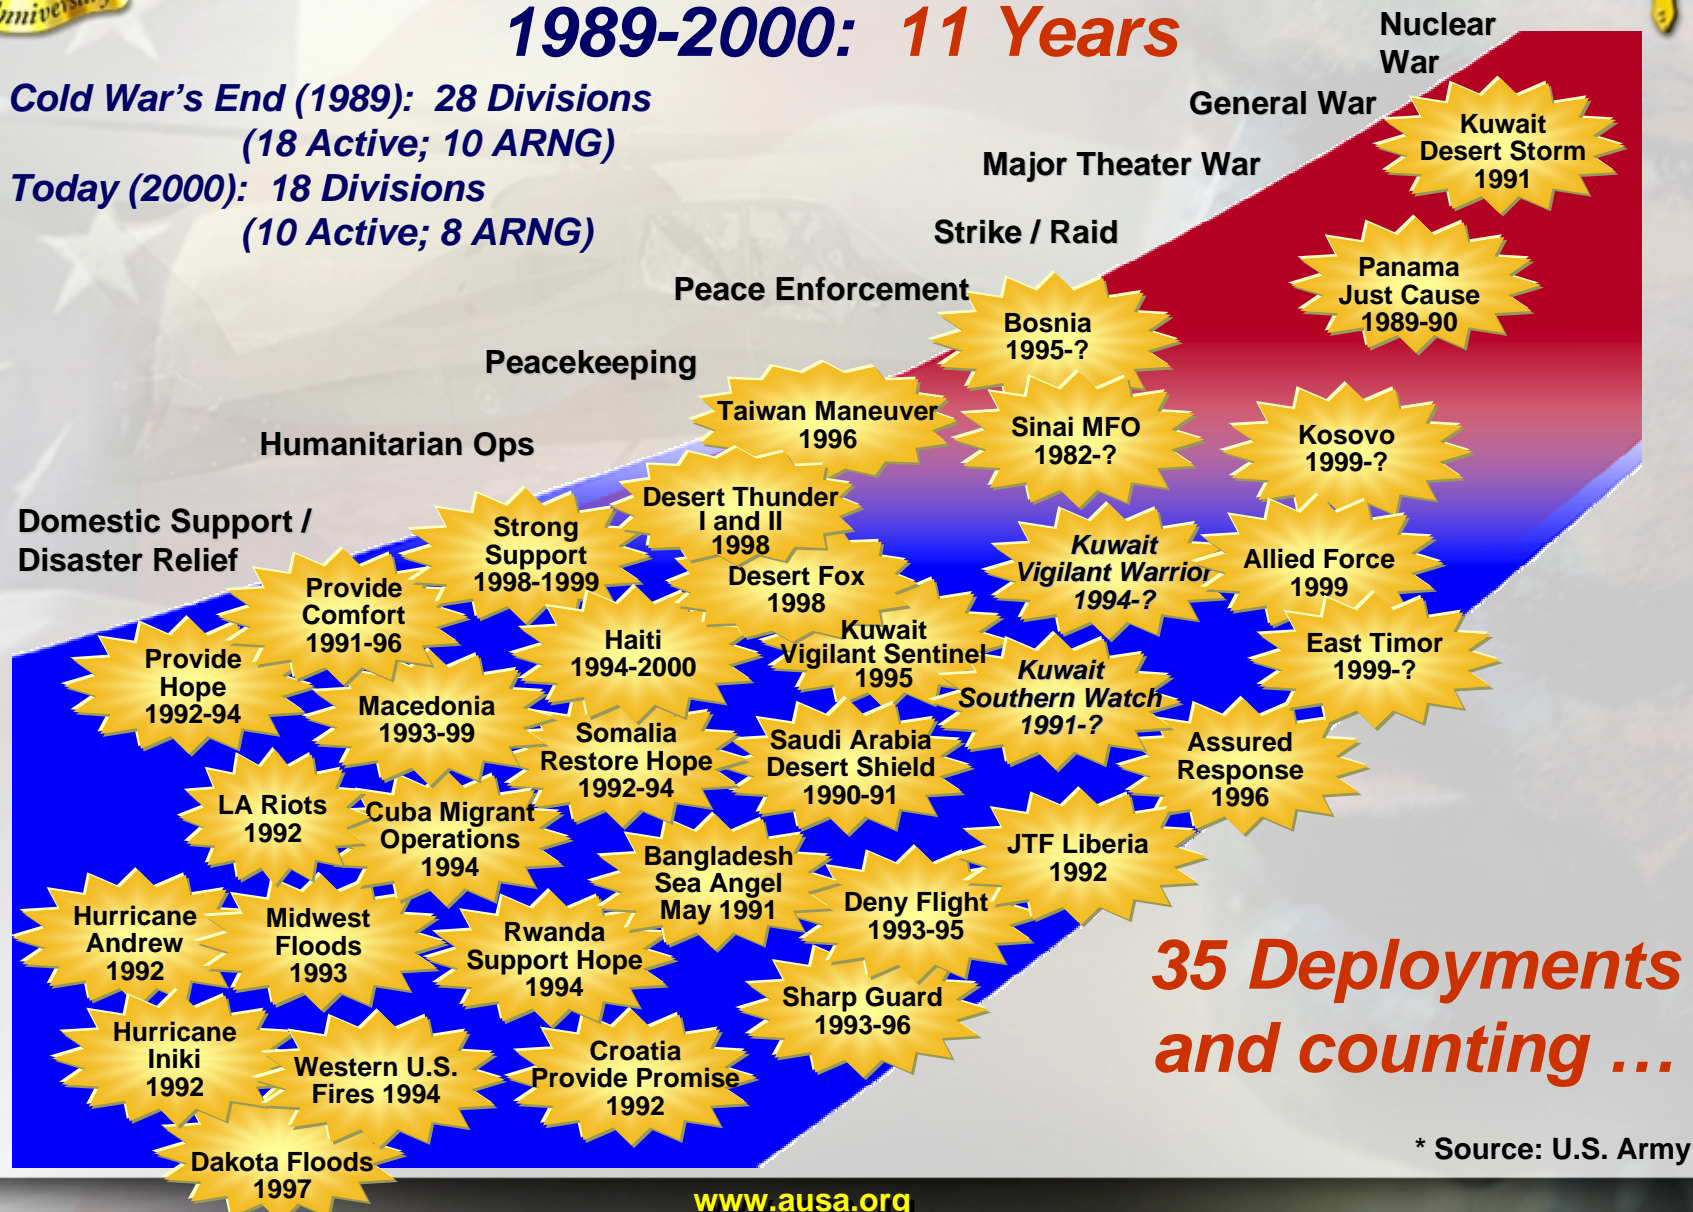 Anniversary
1989-2000: 11 Years
Cold War's End (1989): 28 Divisions
(18 Active; 10 ARNG)
Today (2000): 18 Divisions
(10 Active; 8 ARNG)
Nuclear
War
General War
Major Theater War
Strike / Raid
Peace Enforcement
Peacekeeping
Humanitarian Ops
Domestic Support /
Disaster Relief
Kuwait
Desert Storm
1991
Panama
Just Cause
1989-90
Bosnia
1995-?
Taiwan Maneuver
1996
Sinai MFO
1982-?
Kosovo
1999-?
Desert Thunder
I and II
1998
Strong
Support
1998-1999
Desert Fox
1998
Kuwait
Vigilant Warrior
1994-?
Allied Force
1999
Provide
Comfort
1991-96
Haiti
1994-2000
Kuwait
Vigilant Sentinel
1995
East Timor
1999-?
Provide
Hope
1992-94
Macedonia
1993-99
Kuwait
Southern Watch
1991-?
Somalia
Restore Hope
1992-94
Saudi Arabia
Desert Shield
1990-91
Assured
Response
1996
LA Riots
1992
Cuba Migrant
Operations
1994
JTF Liberia
1992
Bangladesh
Sea Angel
May 1991
Deny Flight
1993-95
Hurricane
Andrew
1992
Midwest
Floods
1993
Rwanda
Support Hope
1994
Sharp Guard
1993-96
Hurricane
Iniki
1992
Western U.S.
Fires 1994
Croatia
Provide Promise
1992
Dakota Floods
1997
35 Deployments
and counting …
* Source: U.S. Army
www.ausa.org